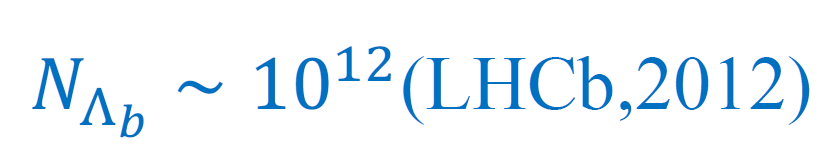 N_{Λ_b} ~ 10^{12}(LHCb,2012)